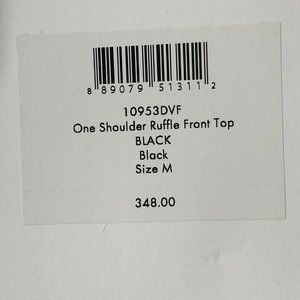 8 89079 51311 2
10953DVF
One Shoulder Ruffle Front Top
BLACK
Black
Size M
348.00